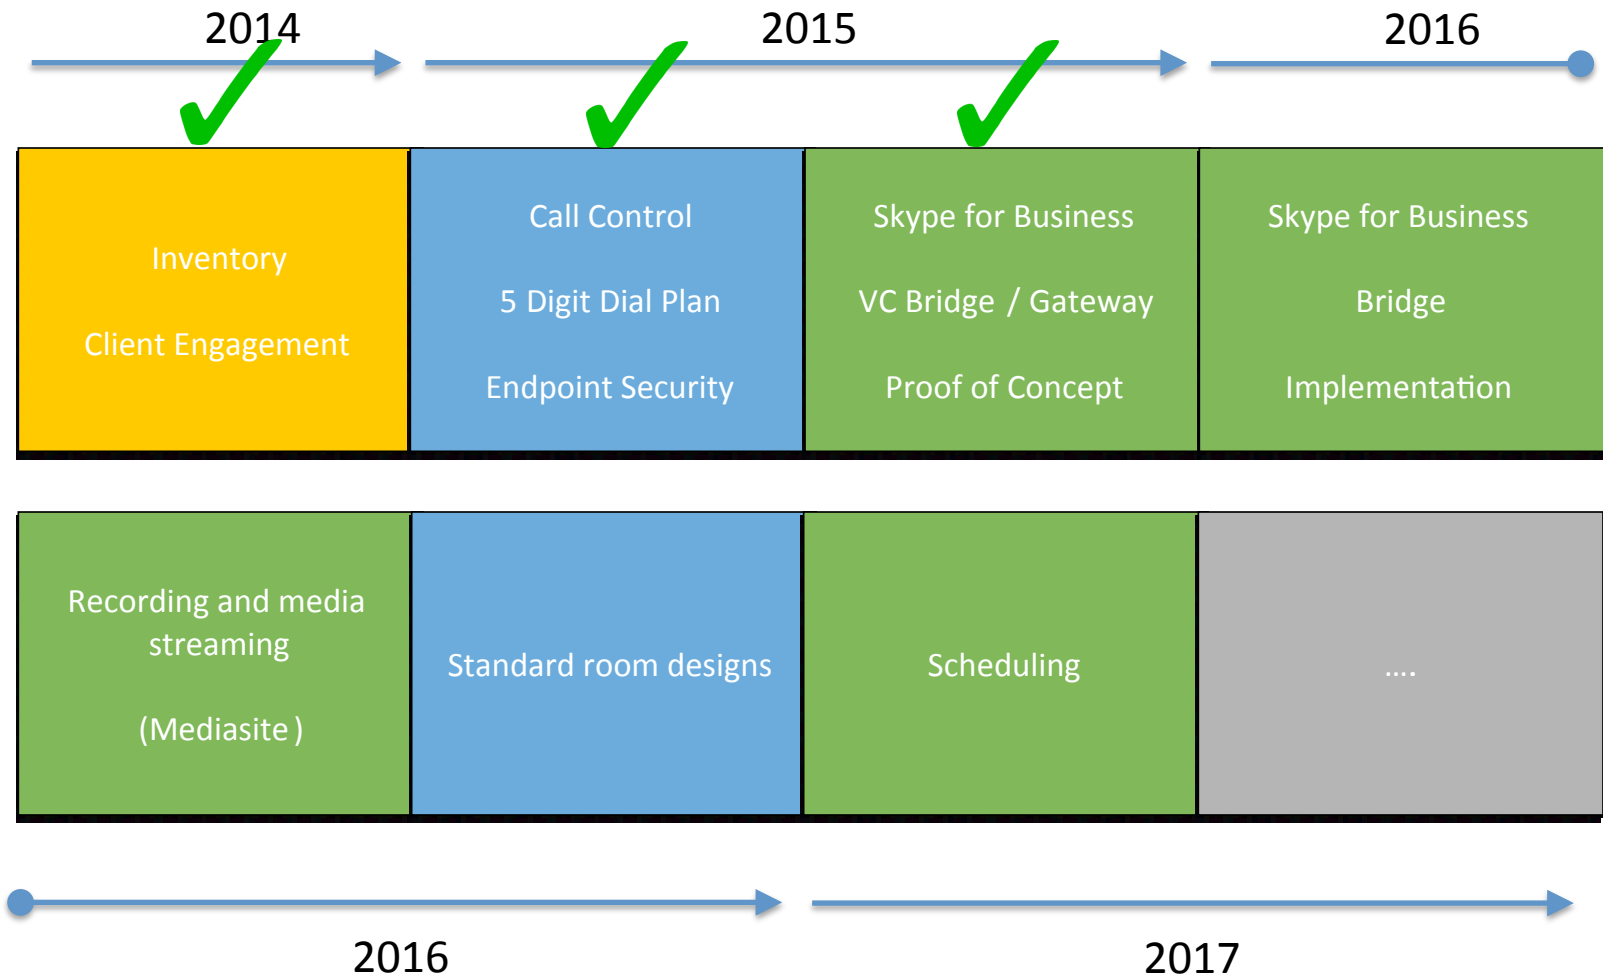 2014
2015
2016
Inventory
Client Engagement
Call Control
5 Digit Dial Plan
Endpoint Security
Skype for Business
VC Bridge / Gateway
Proof of Concept
Skype for Business
Bridge
Implementation
Recording and media
streaming
(Mediasite)
Standard room designs
Scheduling
....
2016
2017